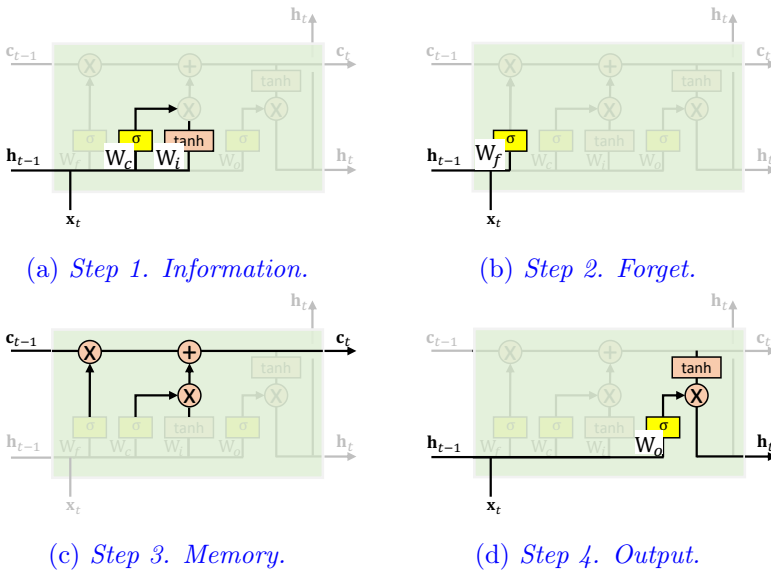 h_t h_t
c_{t-1} c_t c_{t-1} c_t
× + tanh × + tanh
× × × ×
σ σ tanh σ σ σ tanh σ
h_{t-1} W_f W_c W_i W_o h_t h_{t-1} W_f W_c W_i W_o h_t
x_t x_t
(a) Step 1. Information. (b) Step 2. Forget.
h_t h_t
c_{t-1} c_t c_{t-1} c_t
× + tanh × + tanh
× × × ×
σ σ tanh σ σ σ tanh σ
h_{t-1} W_f W_c W_i W_o h_t h_{t-1} W_f W_c W_i W_o h_t
x_t x_t
(c) Step 3. Memory. (d) Step 4. Output.